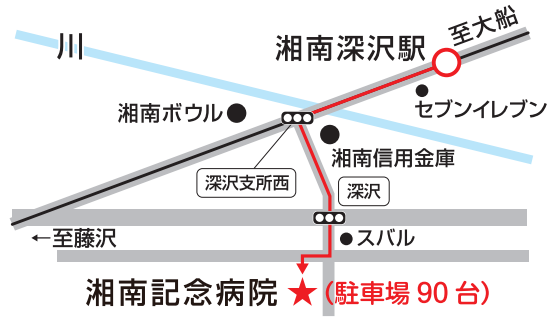 至大船
川
湘南深沢駅
セブンイレブン
湘南ボウル
湘南信用金庫
深沢支所西
深沢
←至藤沢
スバル
湘南記念病院 ★ (駐車場 90 台)